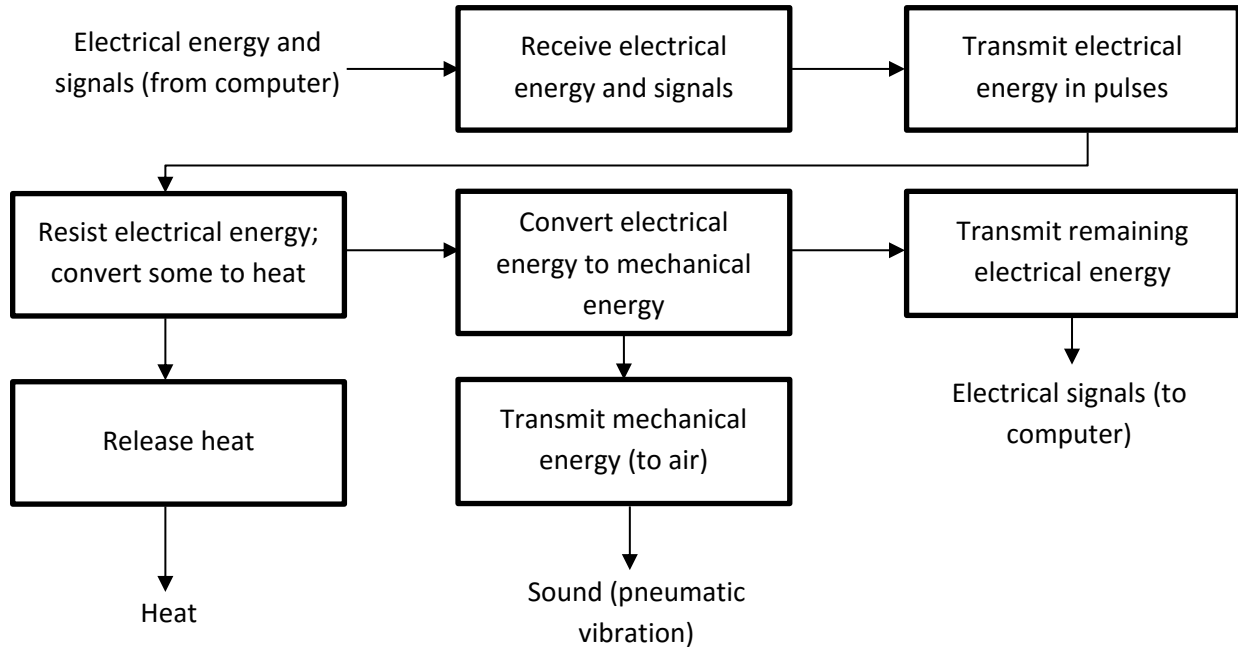 Electrical energy and
signals (from computer)
Receive electrical
energy and signals
Transmit electrical
energy in pulses
Resist electrical energy;
convert some to heat
Convert electrical
energy to mechanical
energy
Transmit remaining
electrical energy
Release heat
Transmit mechanical
energy (to air)
Electrical signals (to
computer)
Heat
Sound (pneumatic
vibration)